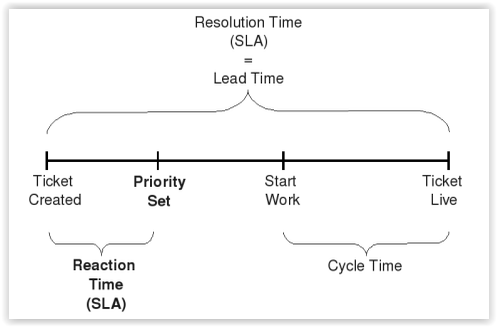 Resolution Time
(SLA)
=
Lead Time
Ticket
Created
Priority
Set
Start
Work
Ticket
Live
Reaction
Time
(SLA)
Cycle Time